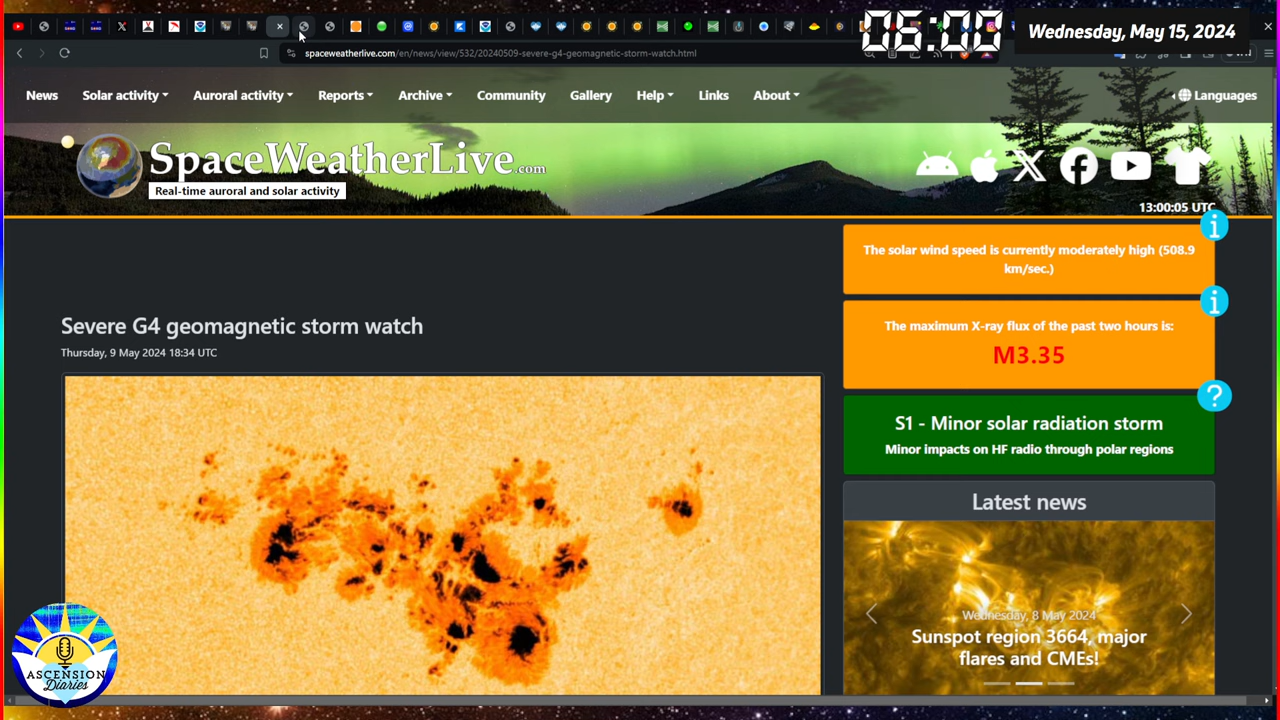 06:00
Wednesday, May 15, 2024
spaceweatherlive.com/en/news/view/532/20240509-severe-g4-geomagnetic-storm-watch.html
News
Solar activity
Auroral activity
Reports
Archive
Community
Gallery
Help
Links
About
Languages
SpaceWeatherLive.com
Real-time auroral and solar activity
13:00:05 UTC
Severe G4 geomagnetic storm watch
Thursday, 9 May 2024 18:34 UTC
The solar wind speed is currently moderately high (508.9
km/sec.)
The maximum X-ray flux of the past two hours is:
M3.35
S1 - Minor solar radiation storm
Minor impacts on HF radio through polar regions
Latest news
Wednesday, 8 May 2024
Sunspot region 3664, major
flares and CMEs!
ASCENSION
Diaries